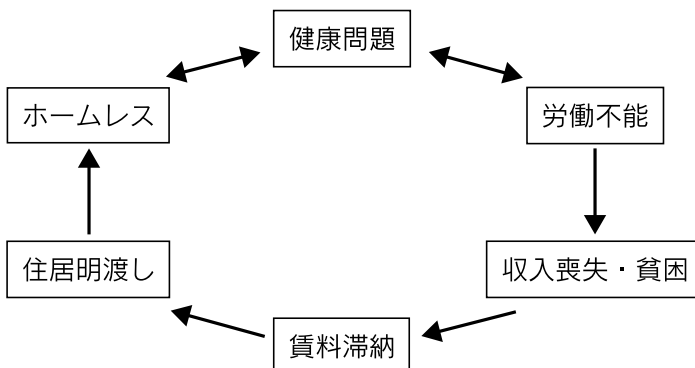 健康問題
労働不能
収入喪失・貧困
賃料滞納
住居明渡し
ホームレス